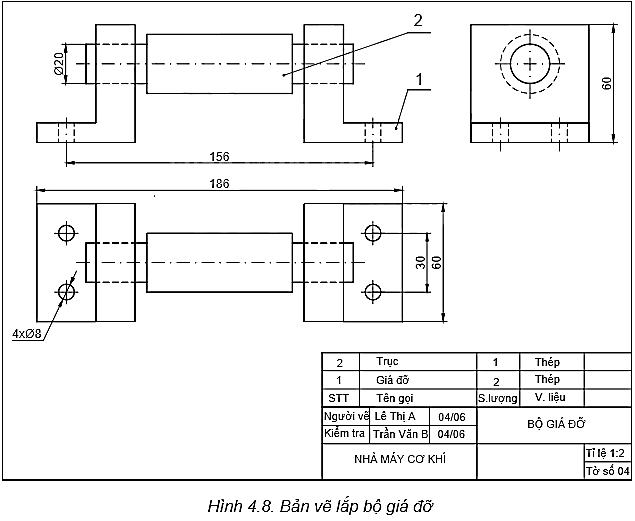 2
1
Ø20
60
156
186
30
60
4xØ8
2 Trục 1 Thép
1 Giá đỡ 2 Thép
STT Tên gọi S.lượng V. liệu
Người vẽ Lê Thị A 04/06 BỘ GIÁ ĐỠ
Kiểm tra Trần Văn B 04/06
NHÀ MÁY CƠ KHÍ Tỉ lệ 1:2
Tờ số 04
Hình 4.8. Bản vẽ lắp bộ giá đỡ